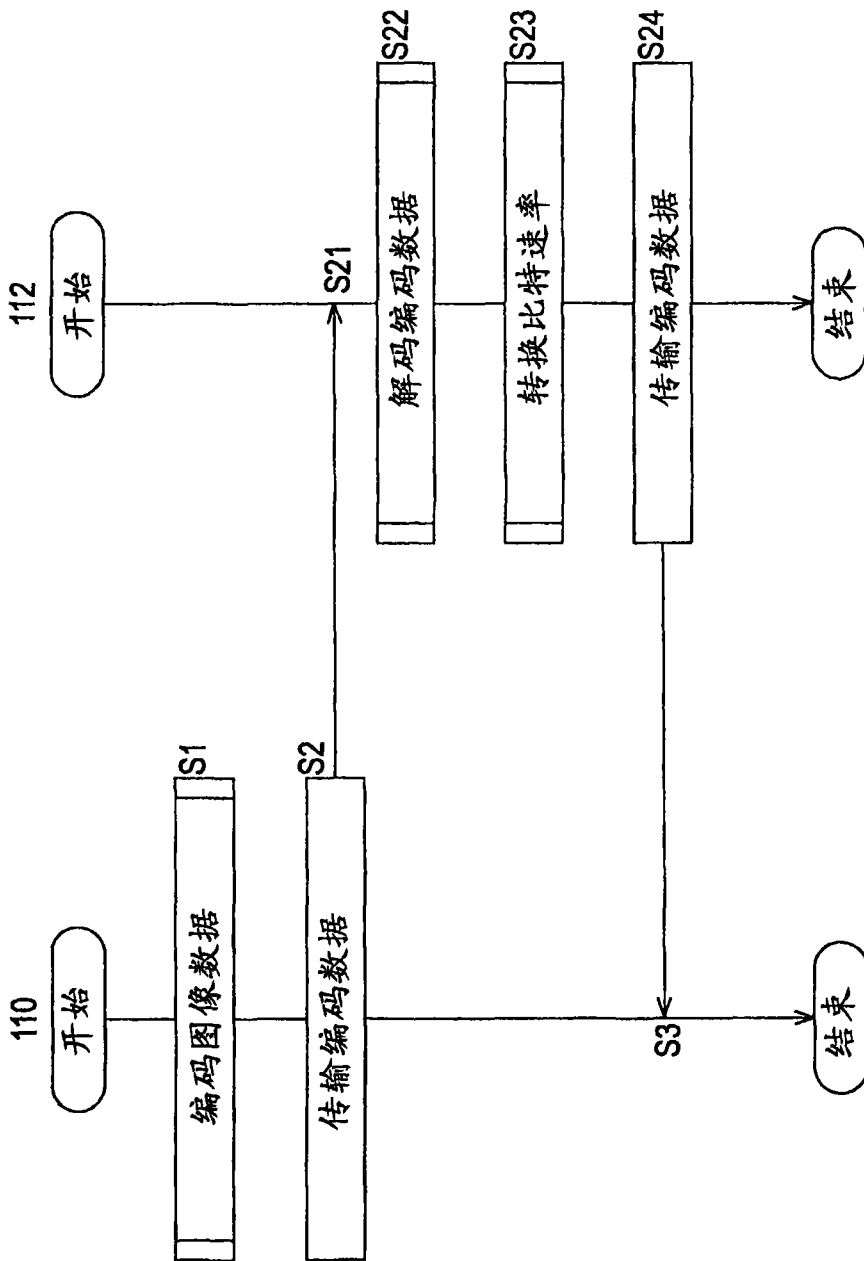 110
开始
编码图像数据
S1
传输编码数据
S2
S3
结束
112
开始
S21
解码编码数据
S22
转换比特速率
S23
传输编码数据
S24
结束